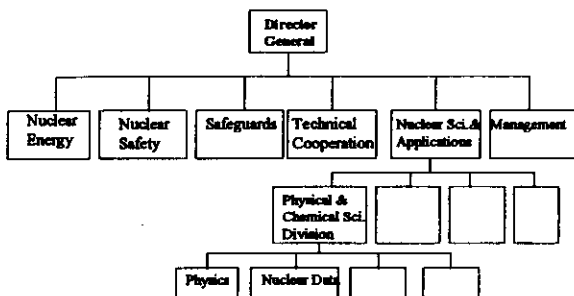 Director
General
Nuclear
Energy
Nuclear
Safety
Safeguards
Technical
Cooperation
Nuclear Sci.&
Applications
Management
Physical &
Chemical Sci.
Division
Physics
Nuclear Data